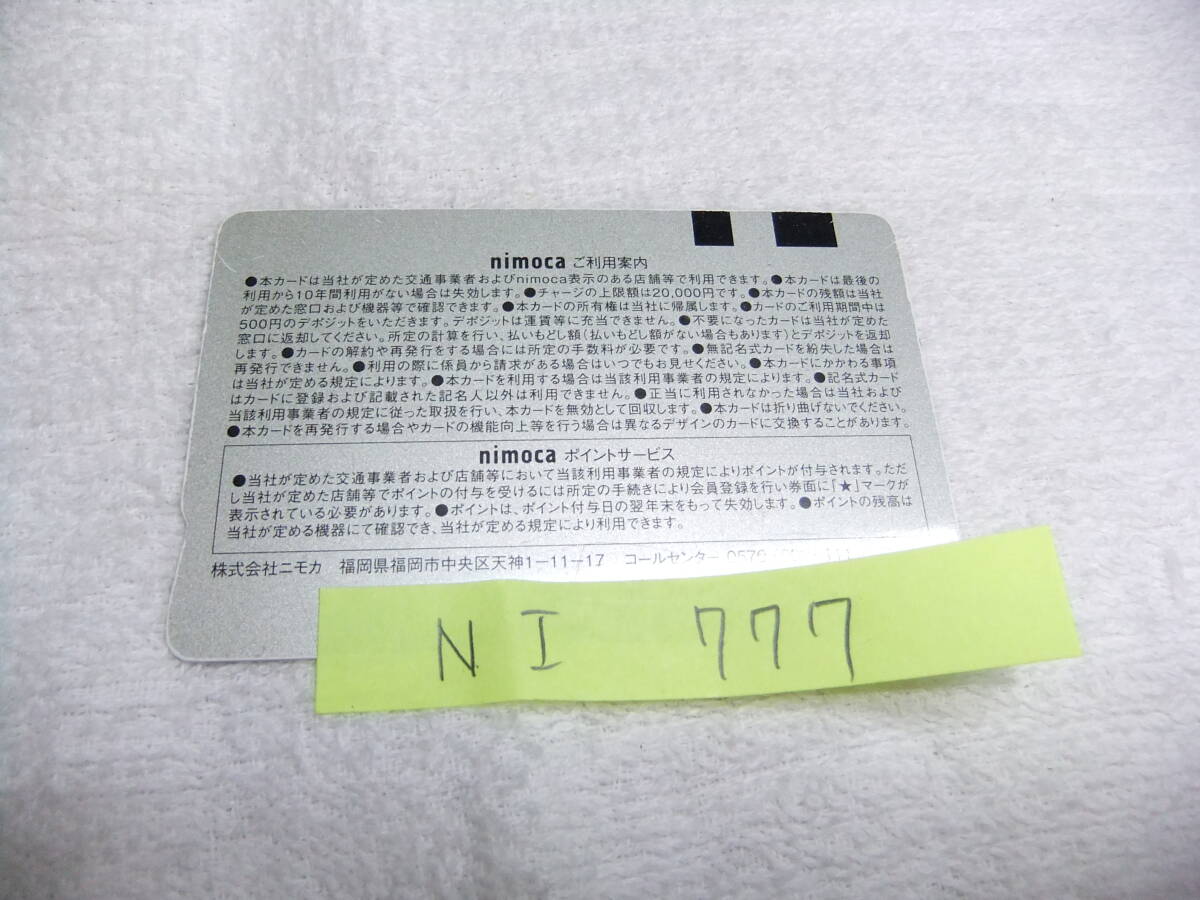 nimoca ご利用案内
●本カードは当社が定めた交通事業者およびnimoca表示のある店舗等で利用できます。●本カードは最後の
利用から10年間利用がない場合は失効します。●チャージの上限額は20,000円です。●本カードの残額は当社
が定めた窓口および機器等で確認できます。●本カードの所有権は当社に帰属します。●カードのご利用期間中は
500円のデポジットをいただきます。デポジットは運賃等に充当できません。●不要になったカードは当社が定めた
窓口に返却してください。所定の計算を行い、払いもどし額(払いもどし額がない場合もあります)とデポジットを返却
します。●カードの解約や再発行をする場合には所定の手数料が必要です。●無記名式カードを紛失した場合は
再発行できません。●利用の際に係員から請求がある場合はいつでもお見せください。●本カードにかかわる事項
は当社が定める規定によります。●本カードを利用する場合は当該利用事業者の規定によります。●記名式カード
はカードに登録および記載された記名人以外は利用できません。●正当に利用されなかった場合は当社および
当該利用事業者の規定に従った取扱を行い、本カードを無効として回収します。●本カードは折り曲げないでください。
●本カードを再発行する場合やカードの機能向上等を行う場合は異なるデザインのカードに交換することがあります。
nimoca ポイントサービス
●当社が定めた交通事業者および店舗等において当該利用事業者の規定によりポイントが付与されます。ただ
し当社が定めた店舗等でポイントの付与を受けるには所定の手続きにより会員登録を行い券面に「★」マークが
表示されている必要があります。●ポイントは、ポイント付与日の翌年末をもって失効します。●ポイントの残高は
当社が定める機器にて確認でき、当社が定める規定により利用できます。
株式会社ニモカ 福岡県福岡市中央区天神1-11-17 コールセンター
NI 777